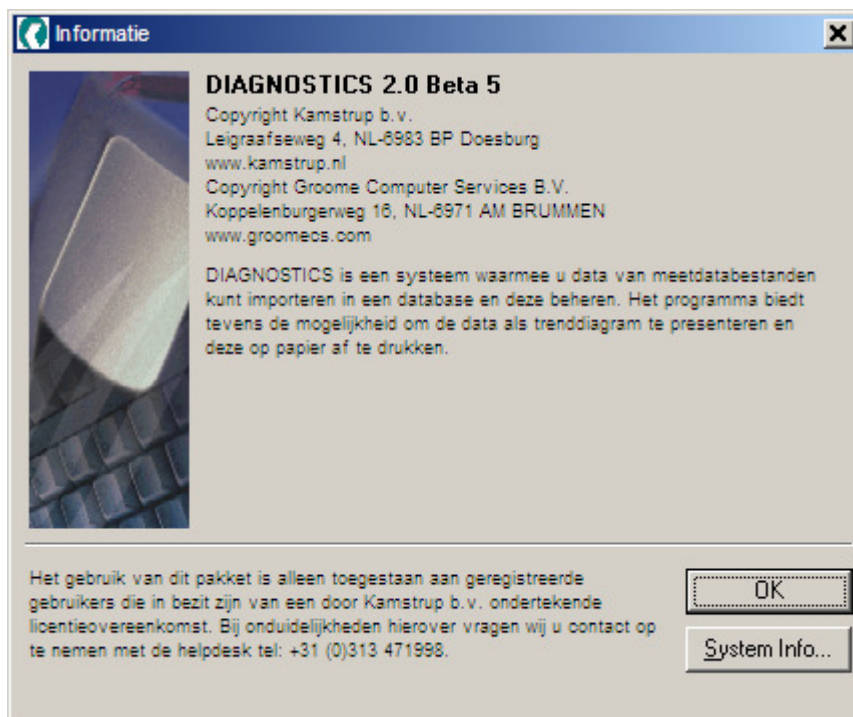 Informatie
DIAGNOSTICS 2.0 Beta 5
Copyright Kamstrup b.v.
Leigraafseweg 4, NL-6983 BP Doesburg
www.kamstrup.nl
Copyright Groome Computer Services B.V.
Koppelenburgerweg 16, NL-6971 AM BRUMMEN
www.groomecs.com
DIAGNOSTICS is een systeem waarmee u data van meetdatabestanden
kunt importeren in een database en deze beheren. Het programma biedt
tevens de mogelijkheid om de data als trenddiagram te presenteren en
deze op papier af te drukken.
Het gebruik van dit pakket is alleen toegestaan aan geregistreerde
gebruikers die in bezit zijn van een door Kamstrup b.v. ondertekende
licentieovereenkomst. Bij onduidelijkheden hierover vragen wij u contact op
te nemen met de helpdesk tel: +31 (0)313 471998.
OK
System Info...